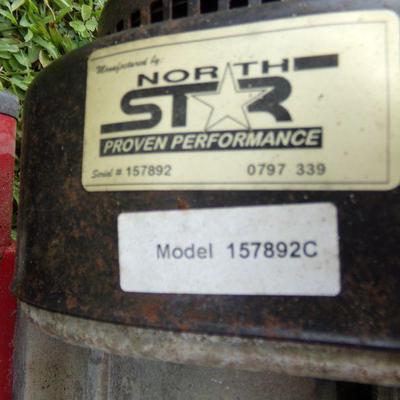 Manufactured by:
NORTH
STAR
PROVEN PERFORMANCE
Serial # 157892 0797 339
Model 157892C